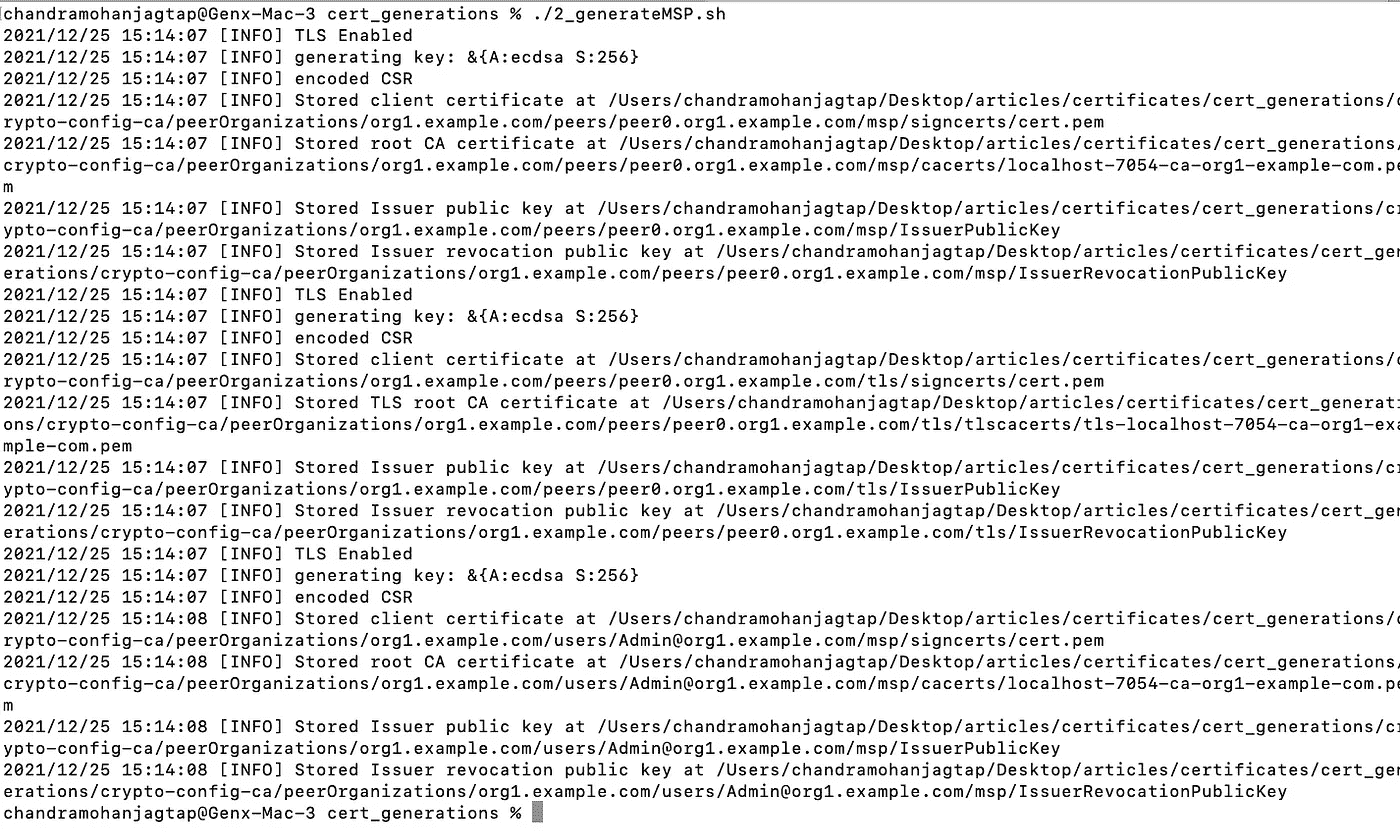 chandramohanjagtap@Genx-Mac-3 cert_generations % ./2_generateMSP.sh
2021/12/25 15:14:07 [INFO] TLS Enabled
2021/12/25 15:14:07 [INFO] generating key: &{A:ecdsa S:256}
2021/12/25 15:14:07 [INFO] encoded CSR
2021/12/25 15:14:07 [INFO] Stored client certificate at /Users/chandramohanjagtap/Desktop/articles/certificates/cert_generations/c
rypto-config-ca/peerOrganizations/org1.example.com/peers/peer0.org1.example.com/msp/signcerts/cert.pem
2021/12/25 15:14:07 [INFO] Stored root CA certificate at /Users/chandramohanjagtap/Desktop/articles/certificates/cert_generations/
crypto-config-ca/peerOrganizations/org1.example.com/peers/peer0.org1.example.com/msp/cacerts/localhost-7054-ca-org1-example-com.pe
m
2021/12/25 15:14:07 [INFO] Stored Issuer public key at /Users/chandramohanjagtap/Desktop/articles/certificates/cert_generations/cr
ypto-config-ca/peerOrganizations/org1.example.com/peers/peer0.org1.example.com/msp/IssuerPublicKey
2021/12/25 15:14:07 [INFO] Stored Issuer revocation public key at /Users/chandramohanjagtap/Desktop/articles/certificates/cert_gen
erations/crypto-config-ca/peerOrganizations/org1.example.com/peers/peer0.org1.example.com/msp/IssuerRevocationPublicKey
2021/12/25 15:14:07 [INFO] TLS Enabled
2021/12/25 15:14:07 [INFO] generating key: &{A:ecdsa S:256}
2021/12/25 15:14:07 [INFO] encoded CSR
2021/12/25 15:14:07 [INFO] Stored client certificate at /Users/chandramohanjagtap/Desktop/articles/certificates/cert_generations/c
rypto-config-ca/peerOrganizations/org1.example.com/peers/peer0.org1.example.com/tls/signcerts/cert.pem
2021/12/25 15:14:07 [INFO] Stored TLS root CA certificate at /Users/chandramohanjagtap/Desktop/articles/certificates/cert_generati
ons/crypto-config-ca/peerOrganizations/org1.example.com/peers/peer0.org1.example.com/tls/tlscacerts/tls-localhost-7054-ca-org1-exa
mple-com.pem
2021/12/25 15:14:07 [INFO] Stored Issuer public key at /Users/chandramohanjagtap/Desktop/articles/certificates/cert_generations/cr
ypto-config-ca/peerOrganizations/org1.example.com/peers/peer0.org1.example.com/tls/IssuerPublicKey
2021/12/25 15:14:07 [INFO] Stored Issuer revocation public key at /Users/chandramohanjagtap/Desktop/articles/certificates/cert_gen
erations/crypto-config-ca/peerOrganizations/org1.example.com/peers/peer0.org1.example.com/tls/IssuerRevocationPublicKey
2021/12/25 15:14:07 [INFO] TLS Enabled
2021/12/25 15:14:07 [INFO] generating key: &{A:ecdsa S:256}
2021/12/25 15:14:07 [INFO] encoded CSR
2021/12/25 15:14:08 [INFO] Stored client certificate at /Users/chandramohanjagtap/Desktop/articles/certificates/cert_generations/c
rypto-config-ca/peerOrganizations/org1.example.com/users/Admin@org1.example.com/msp/signcerts/cert.pem
2021/12/25 15:14:08 [INFO] Stored root CA certificate at /Users/chandramohanjagtap/Desktop/articles/certificates/cert_generations/
crypto-config-ca/peerOrganizations/org1.example.com/users/Admin@org1.example.com/msp/cacerts/localhost-7054-ca-org1-example-com.pe
m
2021/12/25 15:14:08 [INFO] Stored Issuer public key at /Users/chandramohanjagtap/Desktop/articles/certificates/cert_generations/cr
ypto-config-ca/peerOrganizations/org1.example.com/users/Admin@org1.example.com/msp/IssuerPublicKey
2021/12/25 15:14:08 [INFO] Stored Issuer revocation public key at /Users/chandramohanjagtap/Desktop/articles/certificates/cert_gen
erations/crypto-config-ca/peerOrganizations/org1.example.com/users/Admin@org1.example.com/msp/IssuerRevocationPublicKey
chandramohanjagtap@Genx-Mac-3 cert_generations %